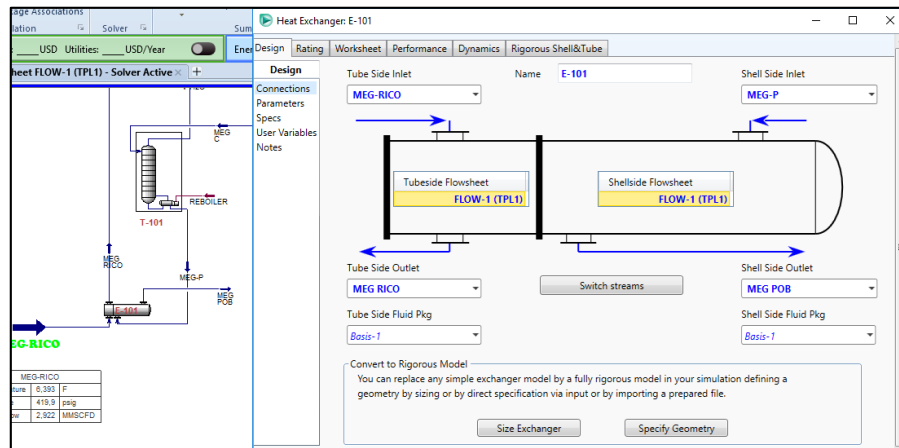 tage Associations
lation
Solver
Sum
USD Utilities: ____ USD/Year
Ener
heet FLOW-1 (TPL1) - Solver Active × +
MEG
C
REBOILER
T-101
MEG
RICO
MEG-P
MEG
POB
E-101
EG-RICO
MEG-RICO
ture 6,393 F
e 419,9 psig
ow 2,922 MMSCFD
Heat Exchanger: E-101
Design Rating Worksheet Performance Dynamics Rigorous Shell&Tube
Design
Connections
Parameters
Specs
User Variables
Notes
Tube Side Inlet
MEG-RICO
Name E-101
Shell Side Inlet
MEG-P
Tubeside Flowsheet
FLOW-1 (TPL1)
Shellside Flowsheet
FLOW-1 (TPL1)
Tube Side Outlet
MEG RICO
Switch streams
Shell Side Outlet
MEG POB
Tube Side Fluid Pkg
Basis-1
Shell Side Fluid Pkg
Basis-1
Convert to Rigorous Model
You can replace any simple exchanger model by a fully rigorous model in your simulation defining a
geometry by sizing or by direct specification via input or by importing a prepared file.
Size Exchanger
Specify Geometry